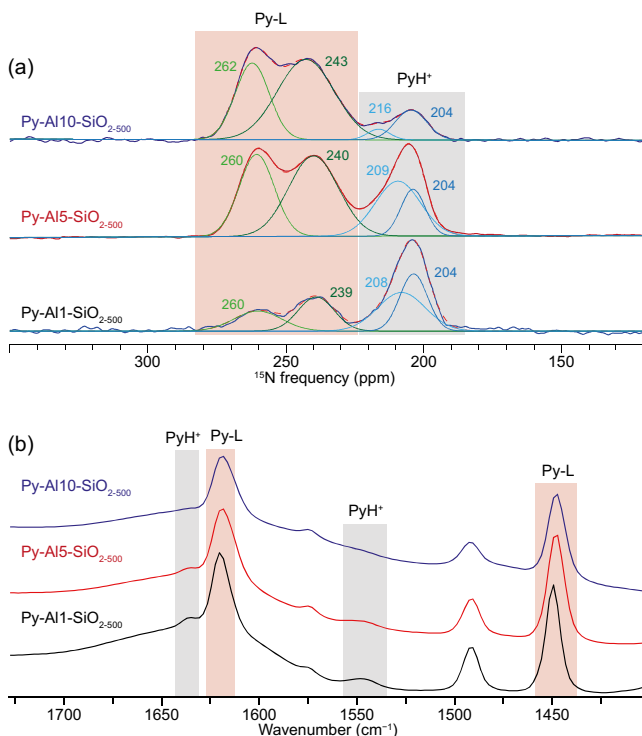 (a)
Py-L
PyH⁺
262
243
216
204
Py-Al10-SiO₂₋₅₀₀
260
240
209
204
Py-Al5-SiO₂₋₅₀₀
260
239
208
204
Py-Al1-SiO₂₋₅₀₀
300 250 200 150
¹⁵N frequency (ppm)
(b)
PyH⁺
Py-L
PyH⁺
Py-L
Py-Al10-SiO₂₋₅₀₀
Py-Al5-SiO₂₋₅₀₀
Py-Al1-SiO₂₋₅₀₀
1700 1650 1600 1550 1500 1450
Wavenumber (cm⁻¹)